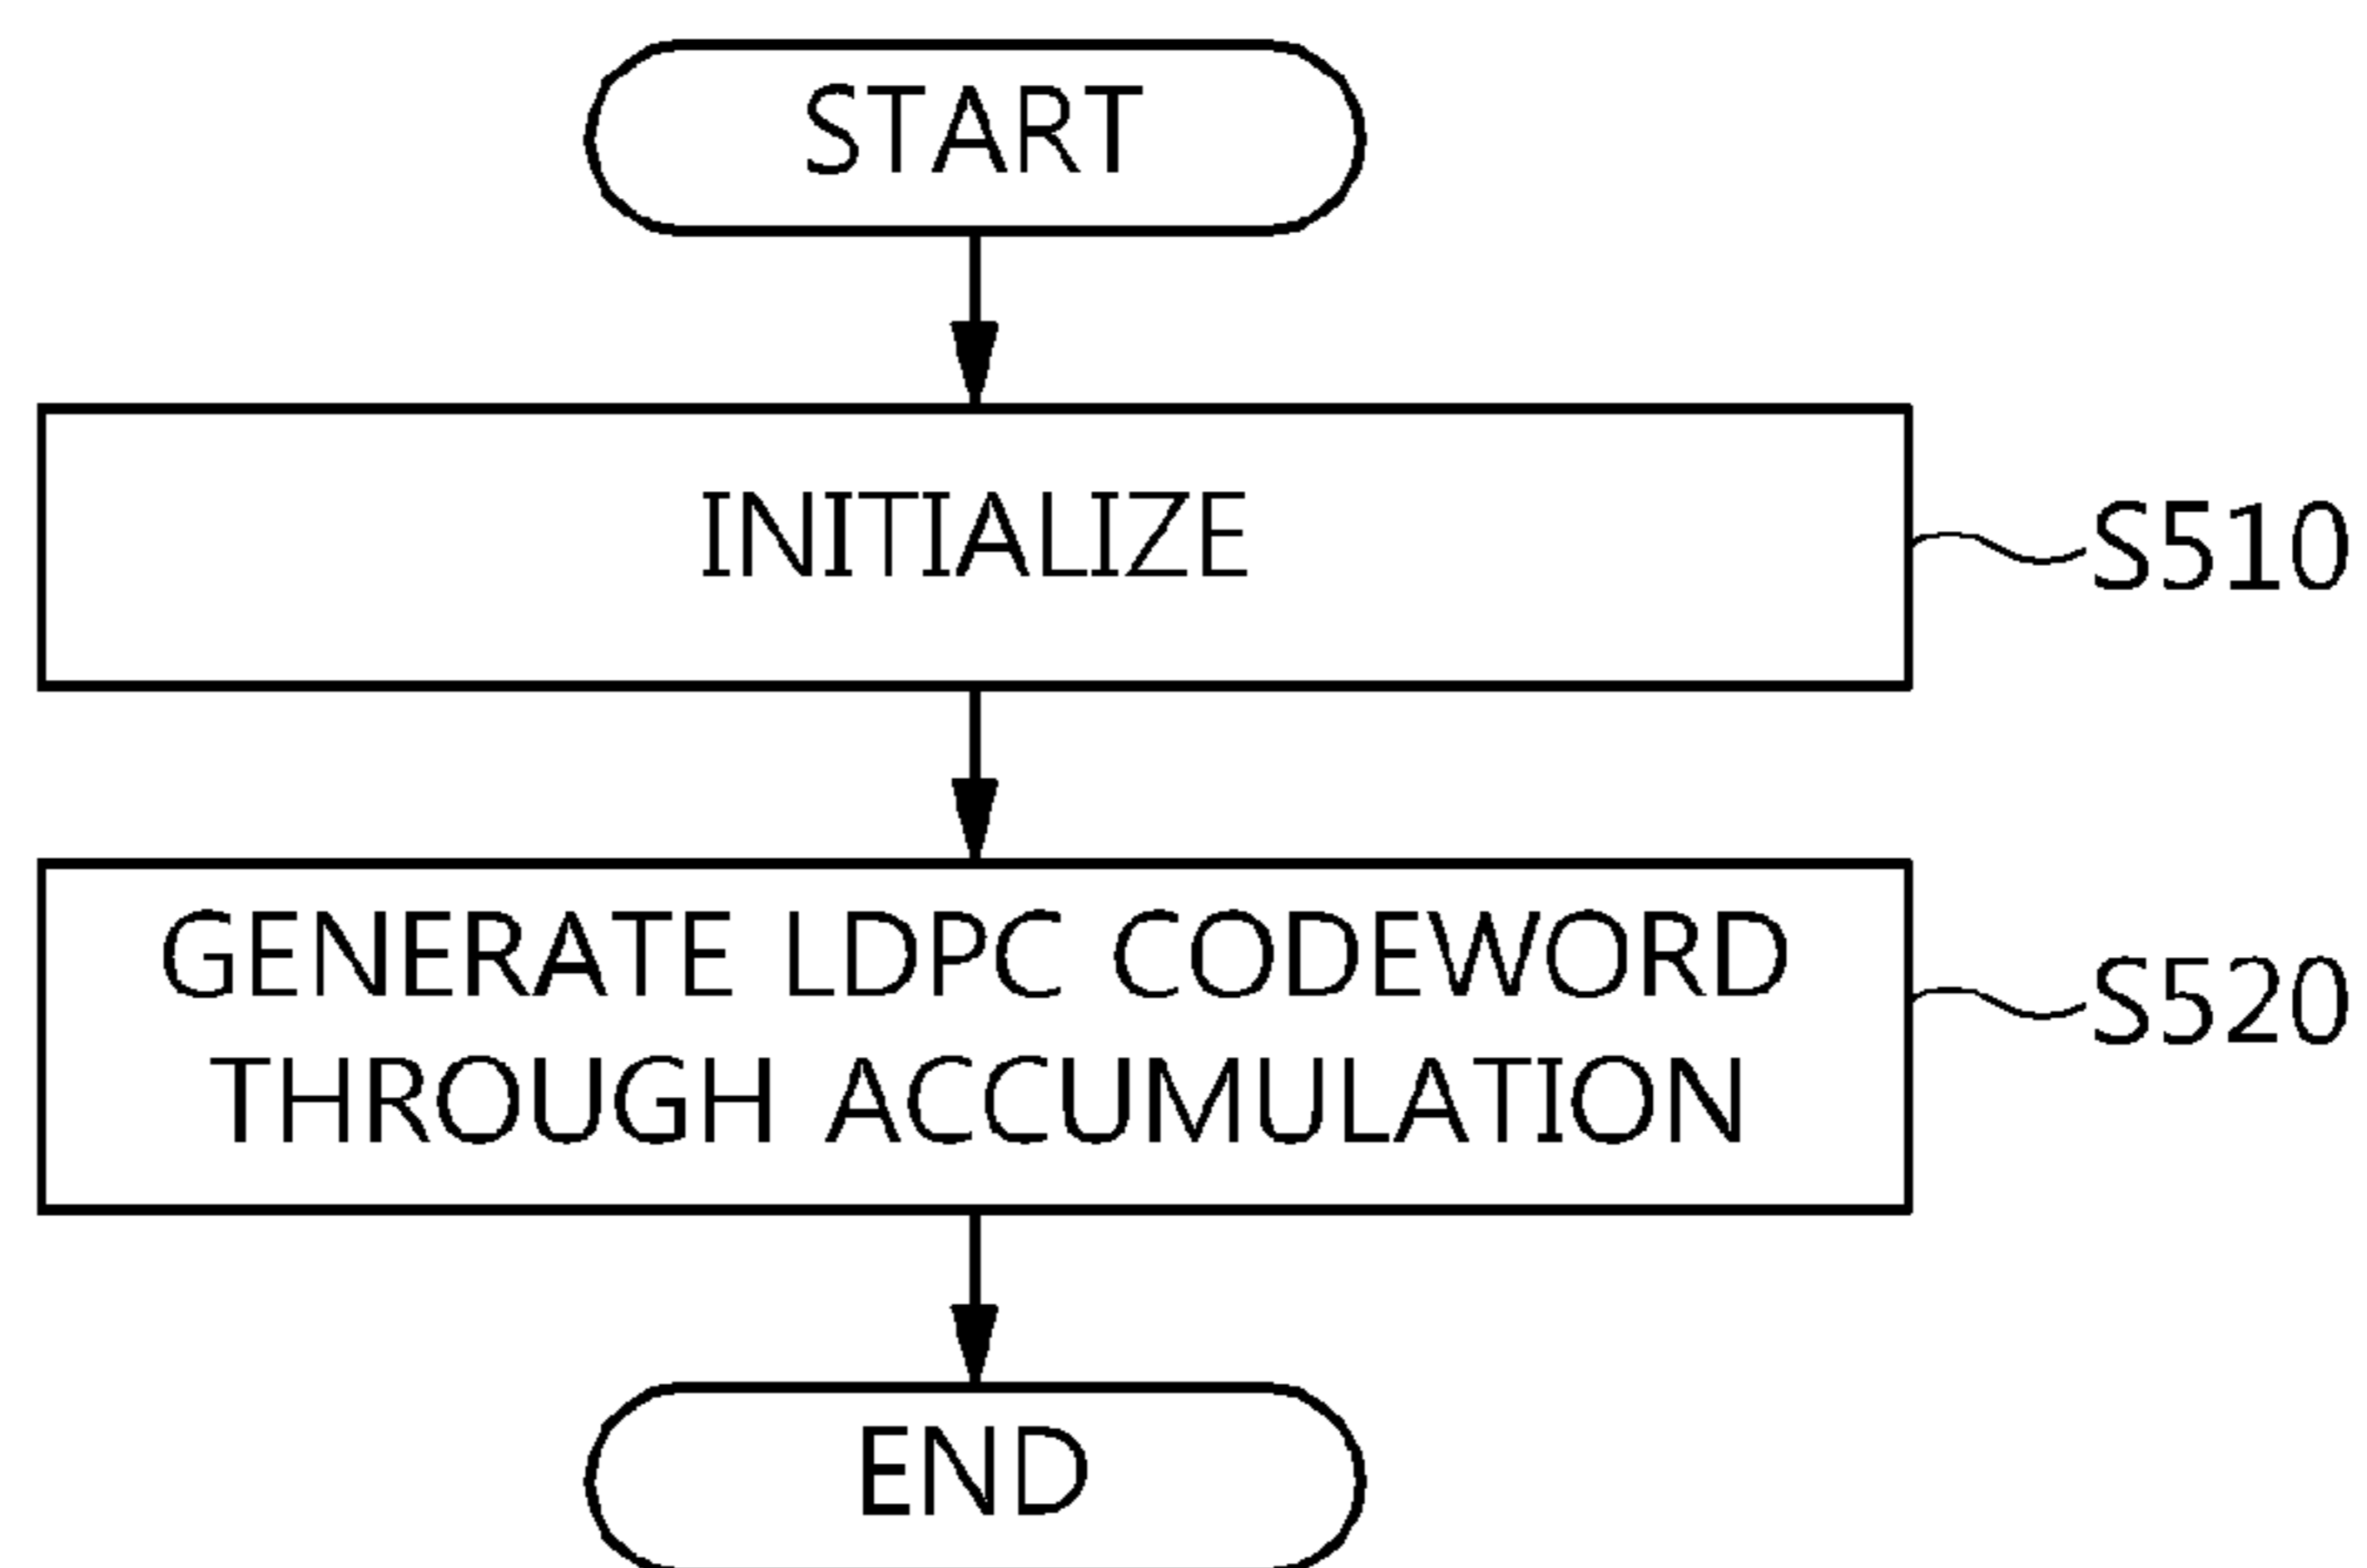 START
INITIALIZE
S510
GENERATE LDPC CODEWORD
THROUGH ACCUMULATION
S520
END